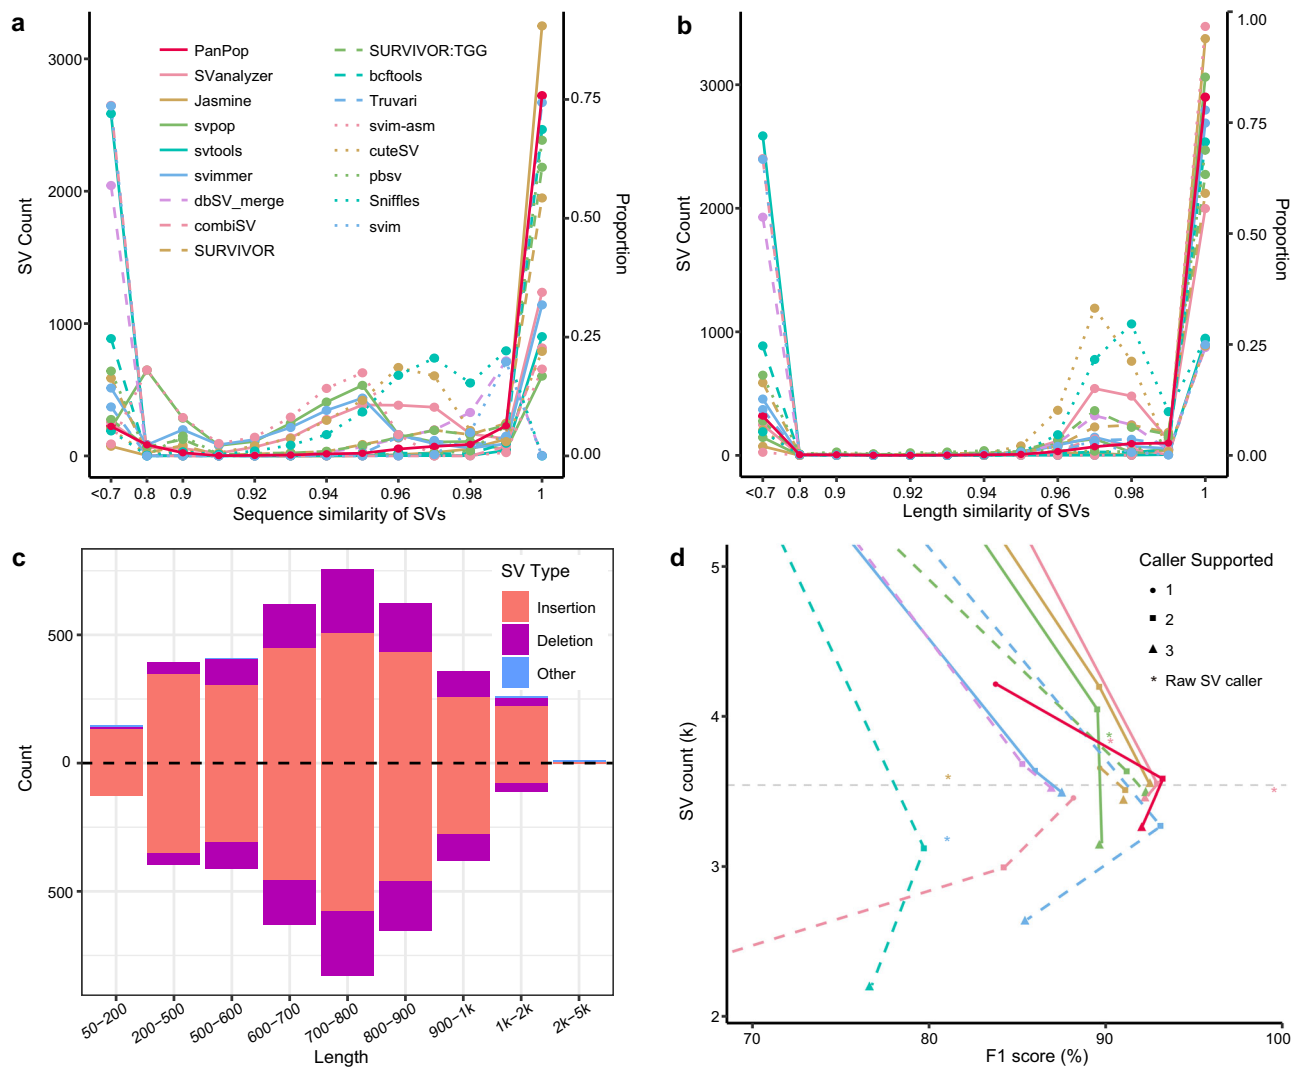 a
3000
2000
1000
0
SV Count
0.75
0.50
0.25
0.00
Proportion
PanPop
SVanalyzer
Jasmine
svpop
svtools
svimmer
dbSV_merge
combiSV
SURVIVOR
SURVIVOR:TGG
bcftools
Truvari
svim-asm
cuteSV
pbsv
Sniffles
svim
<0.7 0.8 0.9 0.92 0.94 0.96 0.98 1
Sequence similarity of SVs
b
3000
2000
1000
0
SV Count
1.00
0.75
0.50
0.25
0.00
Proportion
<0.7 0.8 0.9 0.92 0.94 0.96 0.98 1
Length similarity of SVs
c
500
0
500
Count
SV Type
Insertion
Deletion
Other
50−200 200−500 500−600 600−700 700−800 800−900 900−1k 1k−2k 2k−5k
Length
d
5
4
3
2
SV count (k)
Caller Supported
1
2
3
* Raw SV caller
70 80 90 100
F1 score (%)